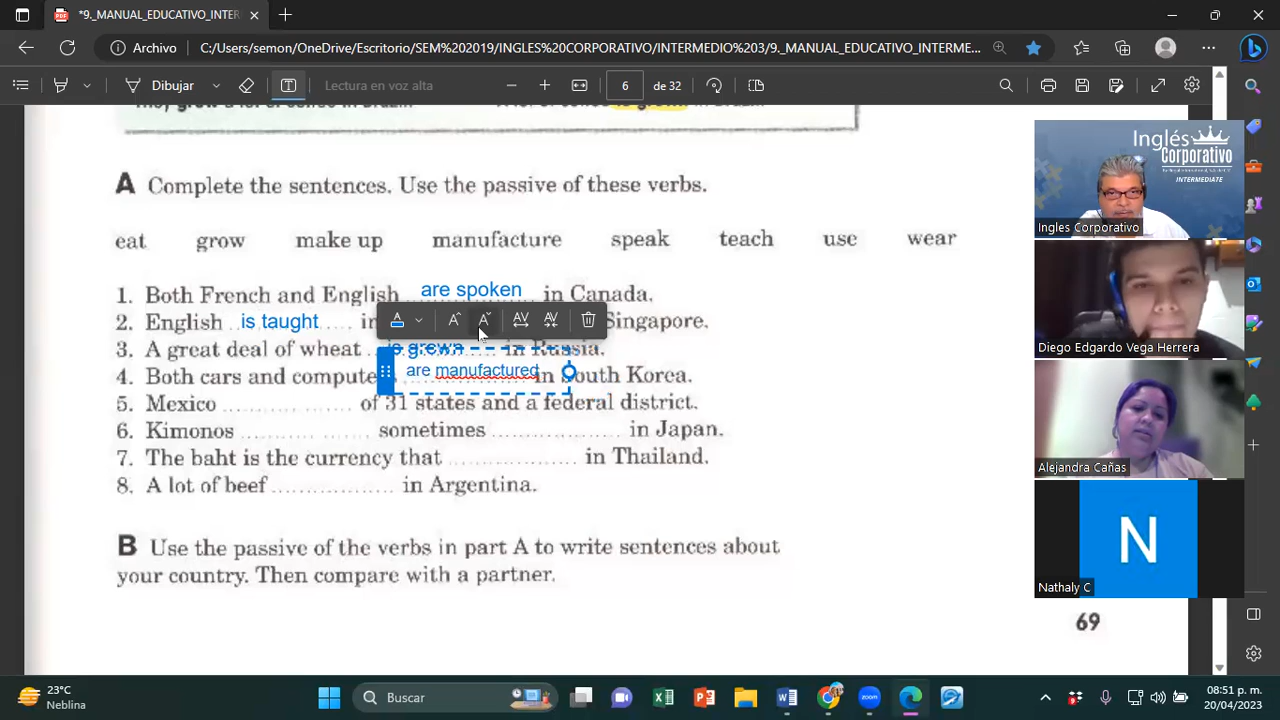 *9._MANUAL_EDUCATIVO_INTER
Archivo
C:/Users/semon/OneDrive/Escritorio/SEM%202019/INGLES%20CORPORATIVO/INTERMEDIO%203/9._MANUAL_EDUCATIVO_INTERME...
Dibujar
Lectura en voz alta
6
de 32
A Complete the sentences. Use the passive of these verbs.
eat grow make up manufacture speak teach use wear
1. Both French and English are spoken in Canada.
2. English is taught in Singapore.
3. A great deal of wheat is grown in Russia.
4. Both cars and compute are manufactured in South Korea.
5. Mexico .............. of 31 states and a federal district.
6. Kimonos .............. sometimes .............. in Japan.
7. The baht is the currency that .............. in Thailand.
8. A lot of beef .............. in Argentina.
B Use the passive of the verbs in part A to write sentences about
your country. Then compare with a partner.
69
Inglés
Corporativo
INTERMEDIATE
Ingles Corporativo
Diego Edgardo Vega Herrera
Alejandra Cañas
N
Nathaly C
23°C
Neblina
Buscar
08:51 p. m.
20/04/2023